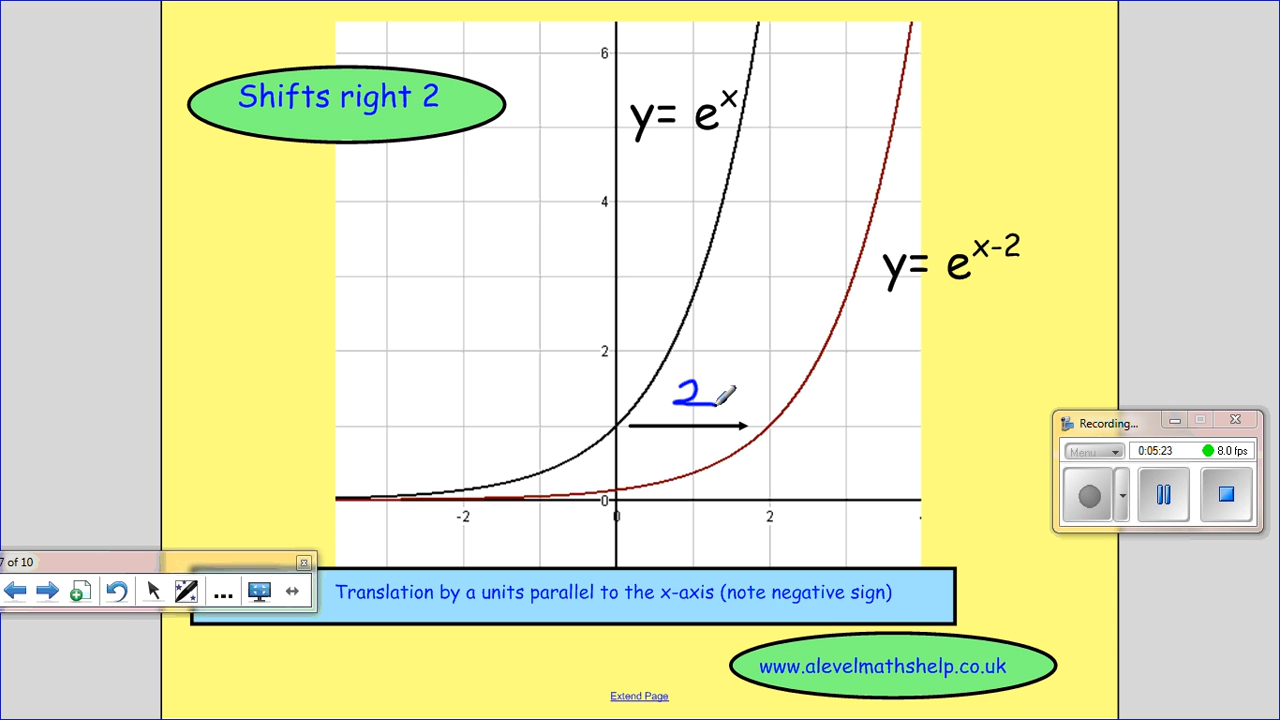 Shifts right 2
y= e^x
y= e^(x-2)
6
4
2
0
-2
0
2
2
Recording...
Menu
0:05:23
8.0 fps
7 of 10
...
Translation by a units parallel to the x-axis (note negative sign)
www.alevelmathshelp.co.uk
Extend Page